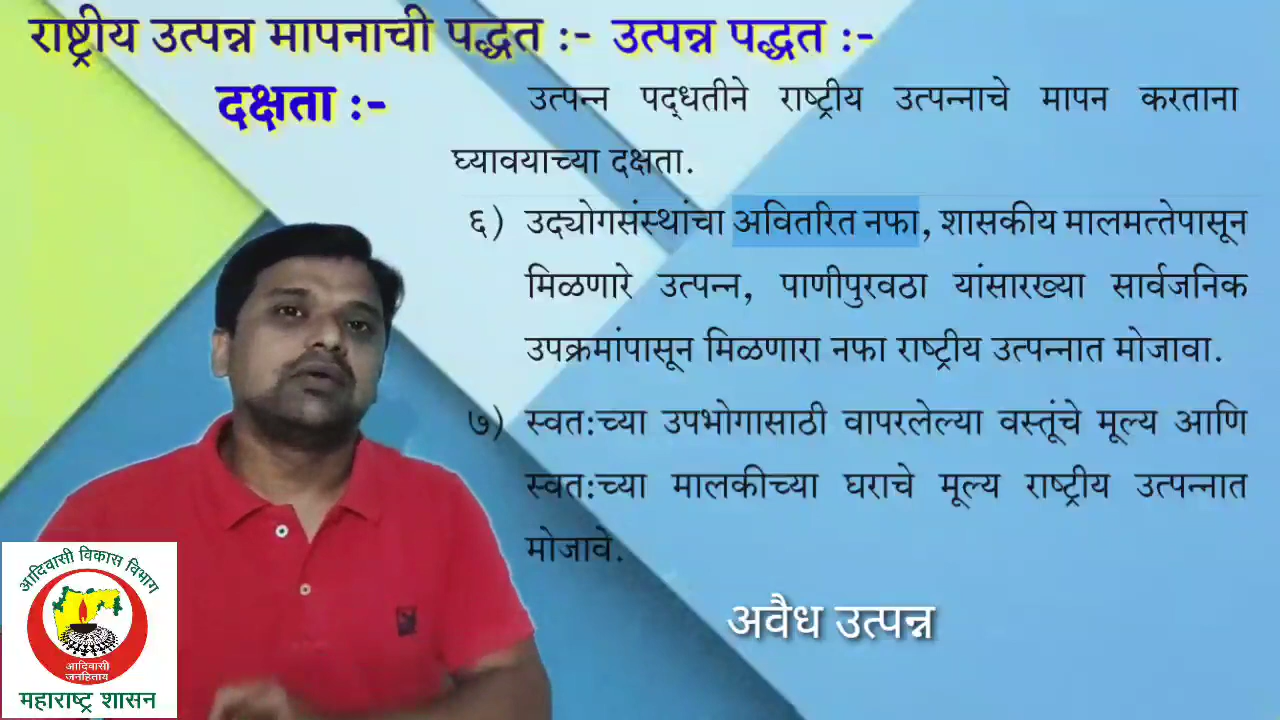 राष्ट्रीय उत्पन्न मापनाची पद्धत :- उत्पन्न पद्धत :-
दक्षता :-
उत्पन्न पद्धतीने राष्ट्रीय उत्पन्नाचे मापन करताना
घ्यावयाच्या दक्षता.
६) उद्योगसंस्थांचा अवितरित नफा, शासकीय मालमत्तेपासून
मिळणारे उत्पन्न, पाणीपुरवठा यांसारख्या सार्वजनिक
उपक्रमांपासून मिळणारा नफा राष्ट्रीय उत्पन्नात मोजावा.
७) स्वत:च्या उपभोगासाठी वापरलेल्या वस्तूंचे मूल्य आणि
स्वत:च्या मालकीच्या घराचे मूल्य राष्ट्रीय उत्पन्नात
मोजावे.
अवैध उत्पन्न
आदिवासी विकास विभाग
आदिवासी
जनहिताय
महाराष्ट्र शासन